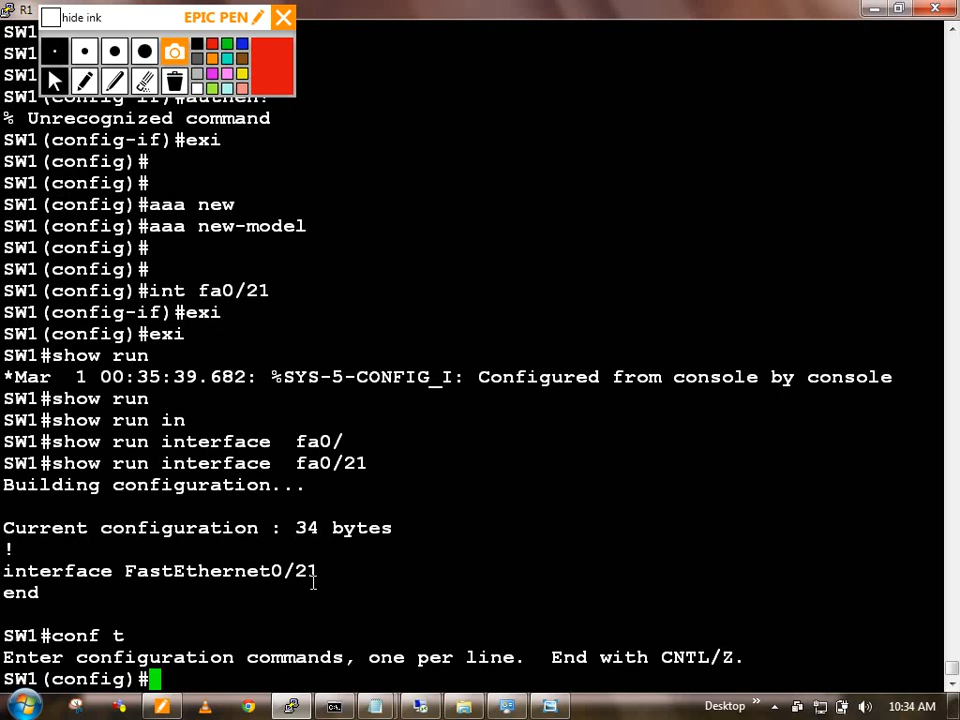 R1
hide ink
EPIC PEN
SW1
SW1
SW1
SW1(config-if)#authen?
% Unrecognized command
SW1(config-if)#exi
SW1(config)#
SW1(config)#
SW1(config)#aaa new
SW1(config)#aaa new-model
SW1(config)#
SW1(config)#
SW1(config)#int fa0/21
SW1(config-if)#exi
SW1(config)#exi
SW1#show run
*Mar  1 00:35:39.682: %SYS-5-CONFIG_I: Configured from console by console
SW1#show run
SW1#show run in
SW1#show run interface  fa0/
SW1#show run interface  fa0/21
Building configuration...
Current configuration : 34 bytes
!
interface FastEthernet0/21
end
SW1#conf t
Enter configuration commands, one per line.  End with CNTL/Z.
SW1(config)#
Desktop
10:34 AM